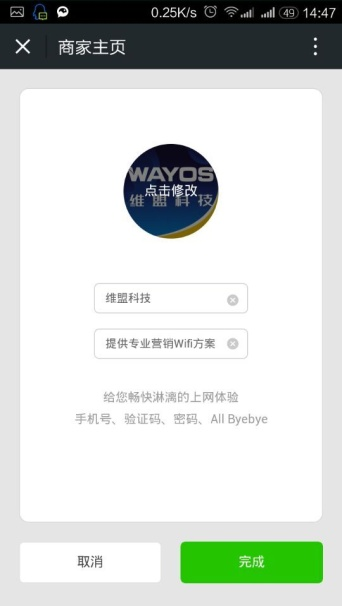 0.25K/s 49 14:47
商家主页
WAYOS
点击修改
维盟科技
维盟科技
提供专业营销Wifi方案
给您畅快淋漓的上网体验
手机号、验证码、密码、All Byebye
取消 完成